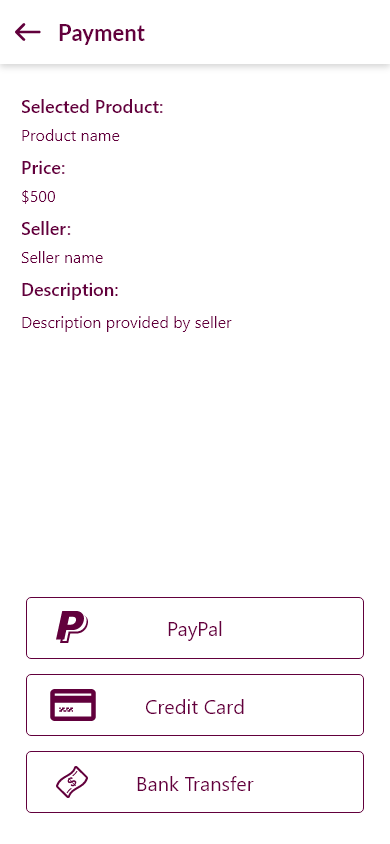 Payment
Selected Product:
Product name
Price:
$500
Seller:
Seller name
Description:
Description provided by seller
PayPal
Credit Card
Bank Transfer